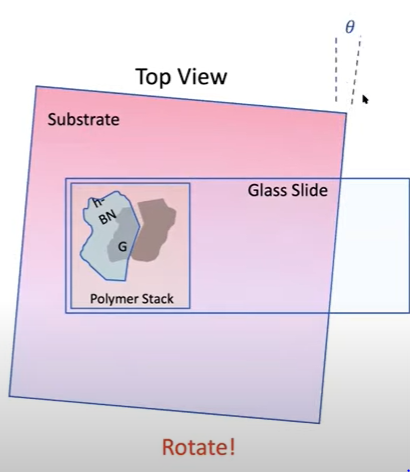 θ
Top View
Substrate
Glass Slide
h-
BN
G
Polymer Stack
Rotate!